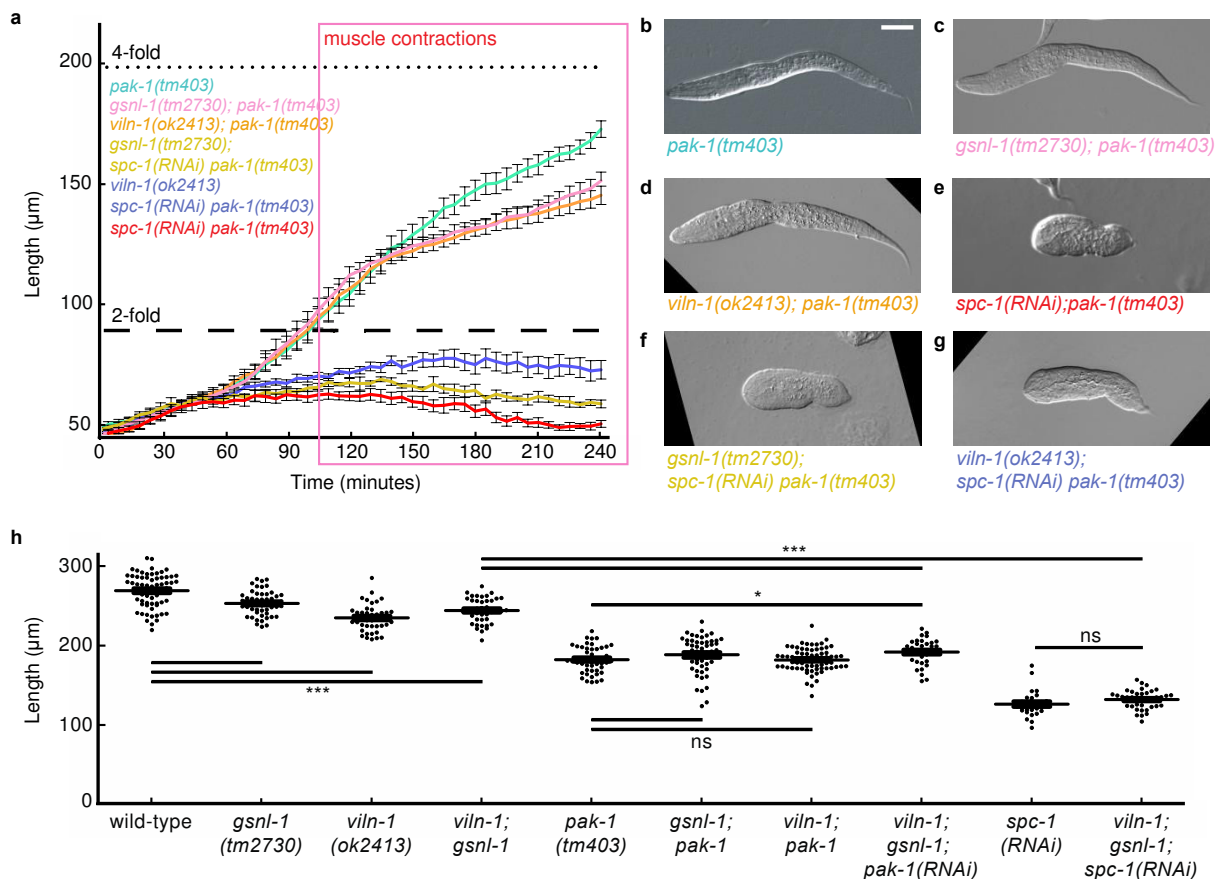 a
muscle contractions
4-fold
200
pak-1(tm403)
gsnl-1(tm2730); pak-1(tm403)
viln-1(ok2413); pak-1(tm403)
gsnl-1(tm2730);
spc-1(RNAi) pak-1(tm403)
viln-1(ok2413)
spc-1(RNAi) pak-1(tm403)
spc-1(RNAi) pak-1(tm403)
150
Length (µm)
100
2-fold
50
0 30 60 90 120 150 180 210 240
Time (minutes)
b
pak-1(tm403)
c
gsnl-1(tm2730); pak-1(tm403)
d
viln-1(ok2413); pak-1(tm403)
e
spc-1(RNAi);pak-1(tm403)
f
gsnl-1(tm2730);
spc-1(RNAi) pak-1(tm403)
g
viln-1(ok2413);
spc-1(RNAi) pak-1(tm403)
h
***
300
*
ns
200
Length (µm)
***
ns
100
0
wild-type
gsnl-1
(tm2730)
viln-1
(ok2413)
viln-1;
gsnl-1
pak-1
(tm403)
gsnl-1;
pak-1
viln-1;
pak-1
viln-1;
gsnl-1;
pak-1(RNAi)
spc-1
(RNAi)
viln-1;
gsnl-1;
spc-1(RNAi)